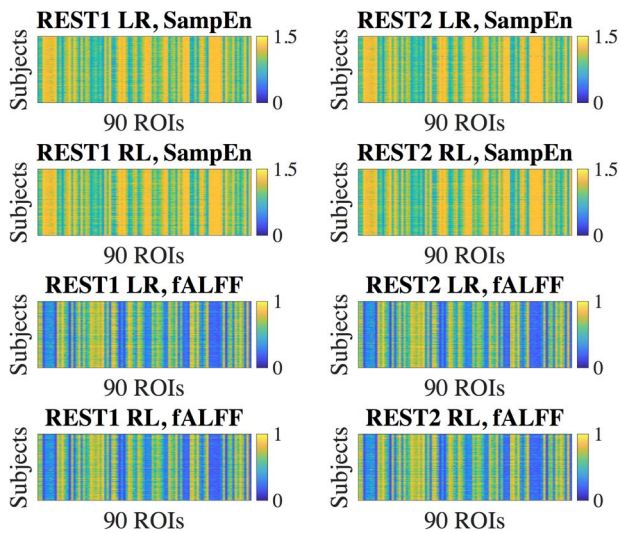 REST1 LR, SampEn
Subjects
1.5
0
90 ROIs
REST2 LR, SampEn
Subjects
1.5
0
90 ROIs
REST1 RL, SampEn
Subjects
1.5
0
90 ROIs
REST2 RL, SampEn
Subjects
1.5
0
90 ROIs
REST1 LR, fALFF
Subjects
1
0
90 ROIs
REST2 LR, fALFF
Subjects
1
0
90 ROIs
REST1 RL, fALFF
Subjects
1
0
90 ROIs
REST2 RL, fALFF
Subjects
1
0
90 ROIs